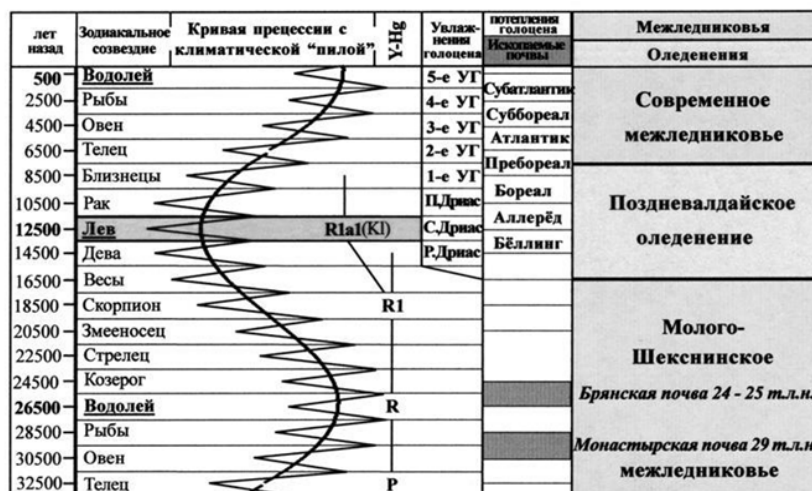 лет назад
Зодиакальное созвездие
Кривая прецессии с климатической “пилой”
Y-Hg
Увлаж-нения голоцена
потепления голоцена
Ископаемые почвы
Межледниковья
Оледенения
500 Водолей 5-е УГ
2500 Рыбы 4-е УГ Субатлантик
4500 Овен 3-е УГ Суббореал
6500 Телец 2-е УГ Атлантик
8500 Близнецы 1-е УГ Пребореал
10500 Рак П.Дриас Бореал
12500 Лев R1a1(KI) С.Дриас Аллерёд
14500 Дева Р.Дриас Бёллинг
16500 Весы
18500 Скорпион R1
20500 Змееносец
22500 Стрелец
24500 Козерог
26500 Водолей R
28500 Рыбы
30500 Овен
32500 Телец P
Современное
межледниковье
Поздневалдайское
оледенение
Молого-
Шекснинское
Брянская почва 24 - 25 т.л.н.
Монастырская почва 29 т.л.н.
межледниковье